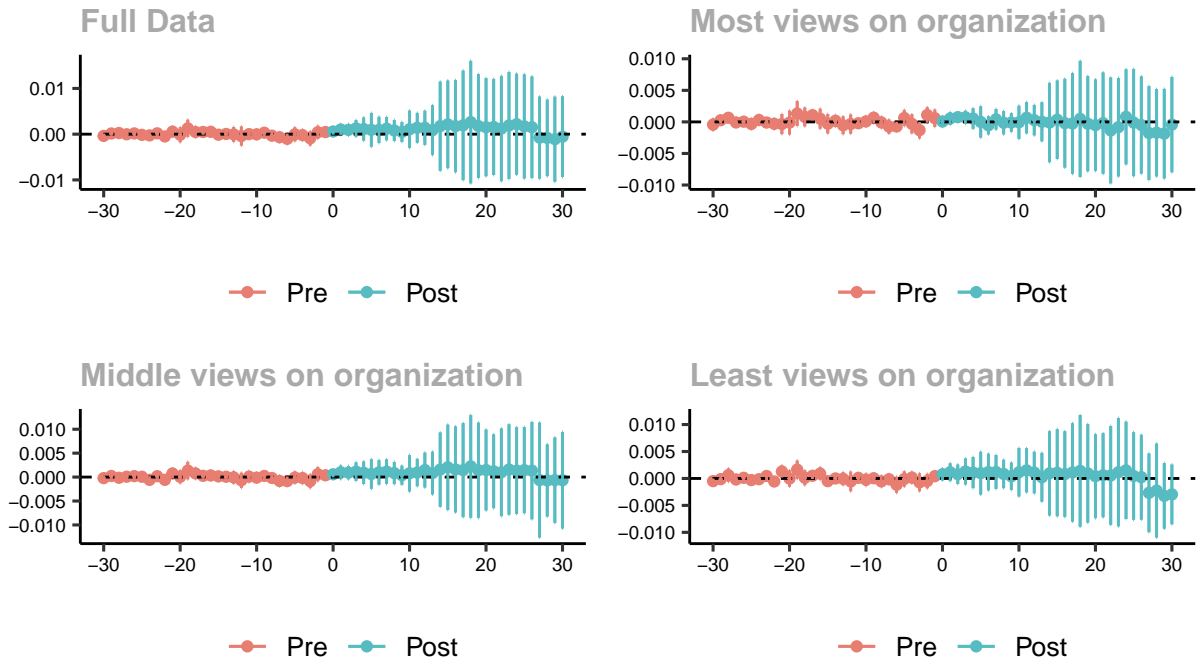 Full Data
0.01
0.00
−0.01
−30 −20 −10 0 10 20 30
Pre Post
Most views on organization
0.010
0.005
0.000
−0.005
−0.010
−30 −20 −10 0 10 20 30
Pre Post
Middle views on organization
0.010
0.005
0.000
−0.005
−0.010
−30 −20 −10 0 10 20 30
Pre Post
Least views on organization
0.010
0.005
0.000
−0.005
−0.010
−30 −20 −10 0 10 20 30
Pre Post